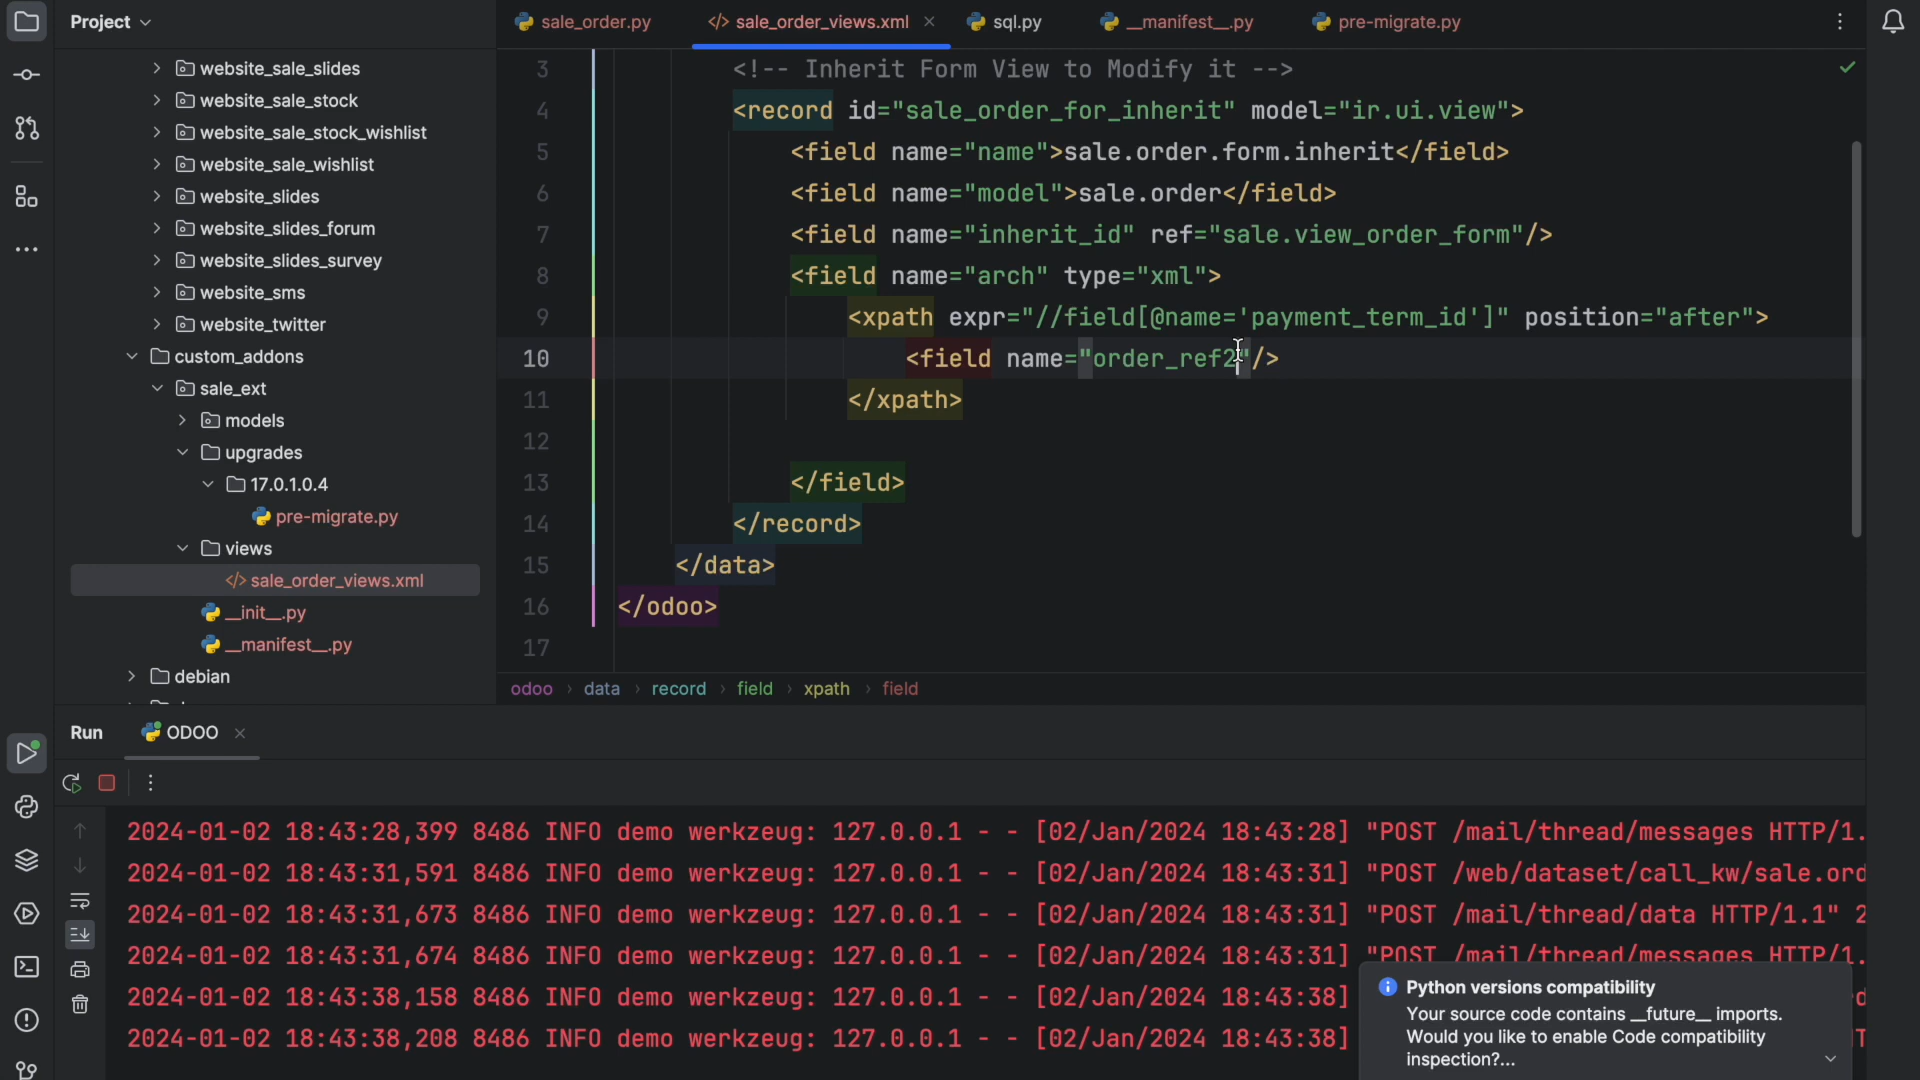 Project
sale_order.py
</> sale_order_views.xml
sql.py
__manifest__.py
pre-migrate.py
website_sale_slides
website_sale_stock
website_sale_stock_wishlist
website_sale_wishlist
website_slides
website_slides_forum
website_slides_survey
website_sms
website_twitter
custom_addons
sale_ext
models
upgrades
17.0.1.0.4
pre-migrate.py
views
</> sale_order_views.xml
__init__.py
__manifest__.py
debian
3 <!-- Inherit Form View to Modify it -->
4 <record id="sale_order_for_inherit" model="ir.ui.view">
5 <field name="name">sale.order.form.inherit</field>
6 <field name="model">sale.order</field>
7 <field name="inherit_id" ref="sale.view_order_form"/>
8 <field name="arch" type="xml">
9 <xpath expr="//field[@name='payment_term_id']" position="after">
10 <field name="order_ref2"/>
11 </xpath>
12
13 </field>
14 </record>
15 </data>
16 </odoo>
17
odoo › data › record › field › xpath › field
Run
ODOO
2024-01-02 18:43:28,399 8486 INFO demo werkzeug: 127.0.0.1 - - [02/Jan/2024 18:43:28] "POST /mail/thread/messages HTTP/1.
2024-01-02 18:43:31,591 8486 INFO demo werkzeug: 127.0.0.1 - - [02/Jan/2024 18:43:31] "POST /web/dataset/call_kw/sale.ord
2024-01-02 18:43:31,673 8486 INFO demo werkzeug: 127.0.0.1 - - [02/Jan/2024 18:43:31] "POST /mail/thread/data HTTP/1.1" 2
2024-01-02 18:43:31,674 8486 INFO demo werkzeug: 127.0.0.1 - - [02/Jan/2024 18:43:31] "POST /mail/thread/messages HTTP/1.
2024-01-02 18:43:38,158 8486 INFO demo werkzeug: 127.0.0.1 - - [02/Jan/2024 18:43:38]
2024-01-02 18:43:38,208 8486 INFO demo werkzeug: 127.0.0.1 - - [02/Jan/2024 18:43:38]
Python versions compatibility
Your source code contains __future__ imports.
Would you like to enable Code compatibility
inspection?...